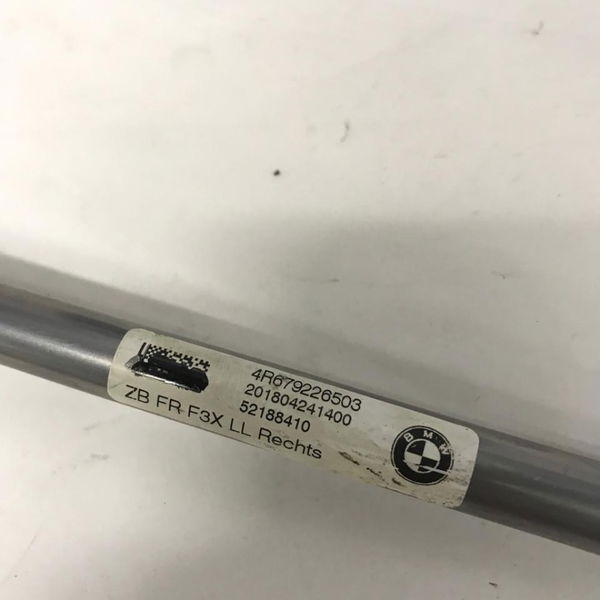 4R679226503
201804241400
52188410
ZB FR F3X LL Rechts
BMW